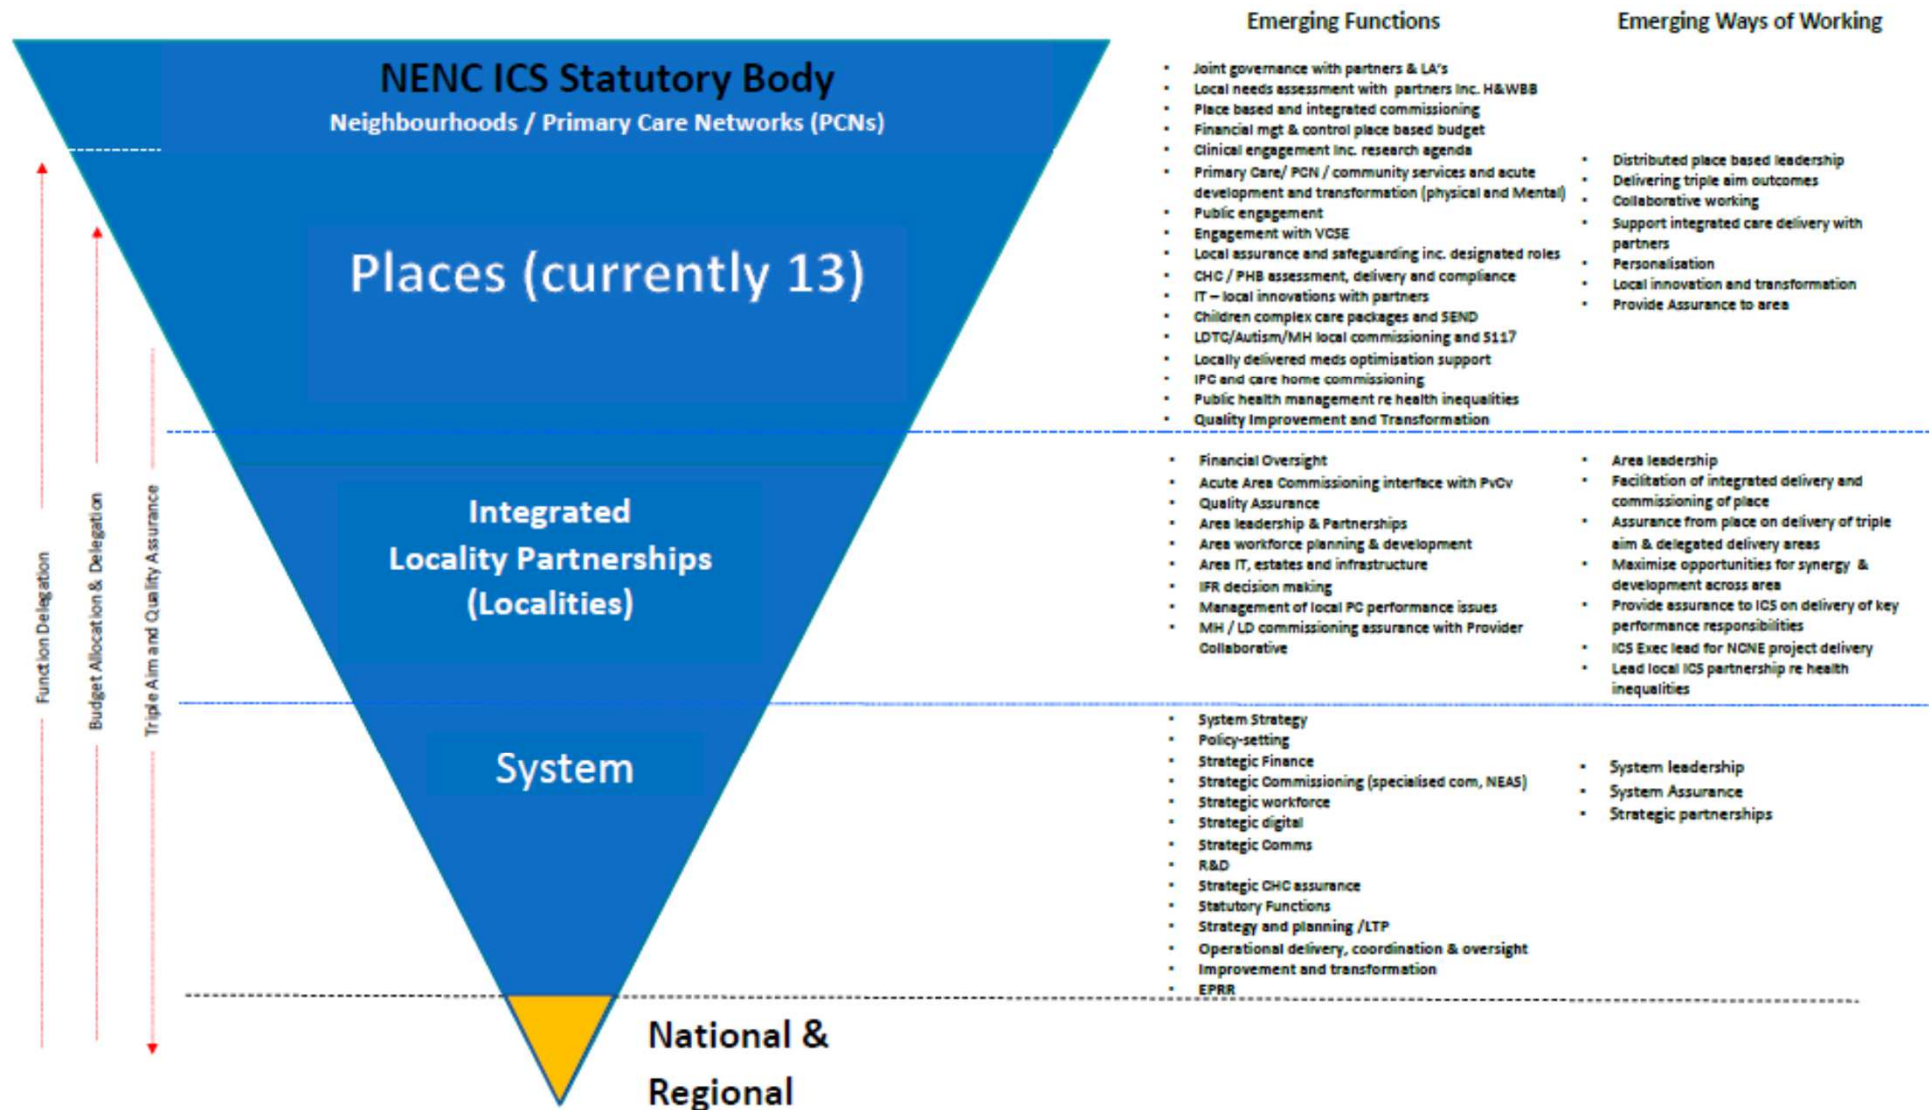 Emerging Functions
Emerging Ways of Working
NENC ICS Statutory Body
Neighbourhoods / Primary Care Networks (PCNs)
Places (currently 13)
Integrated
Locality Partnerships
(Localities)
System
National &
Regional
Function Delegation
Budget Allocation & Delegation
Triple Aim and Quality Assurance
• Joint governance with partners & LA's
• Local needs assessment with partners inc. H&WBB
• Place based and integrated commissioning
• Financial mgt & control place based budget
• Clinical engagement inc. research agenda
• Primary Care/ PCN / community services and acute
development and transformation (physical and Mental)
• Public engagement
• Engagement with VCSE
• Local assurance and safeguarding inc. designated roles
• CHC / PHB assessment, delivery and compliance
• IT – local innovations with partners
• Children complex care packages and SEND
• LDTC/Autism/MH local commissioning and S117
• Locally delivered meds optimisation support
• IPC and care home commissioning
• Public health management re health inequalities
• Quality Improvement and Transformation
• Distributed place based leadership
• Delivering triple aim outcomes
• Collaborative working
• Support integrated care delivery with
partners
• Personalisation
• Local innovation and transformation
• Provide Assurance to area
• Financial Oversight
• Acute Area Commissioning interface with PvCv
• Quality Assurance
• Area leadership & Partnerships
• Area workforce planning & development
• Area IT, estates and infrastructure
• IFR decision making
• Management of local PC performance issues
• MH / LD commissioning assurance with Provider
Collaborative
• Area leadership
• Facilitation of integrated delivery and
commissioning of place
• Assurance from place on delivery of triple
aim & delegated delivery areas
• Maximise opportunities for synergy &
development across area
• Provide assurance to ICS on delivery of key
performance responsibilities
• ICS Exec lead for NCNE project delivery
• Lead local ICS partnership re health
inequalities
• System Strategy
• Policy-setting
• Strategic Finance
• Strategic Commissioning (specialised com, NEAS)
• Strategic workforce
• Strategic digital
• Strategic Comms
• R&D
• Strategic CHC assurance
• Statutory Functions
• Strategy and planning /LTP
• Operational delivery, coordination & oversight
• Improvement and transformation
• EPRR
• System leadership
• System Assurance
• Strategic partnerships